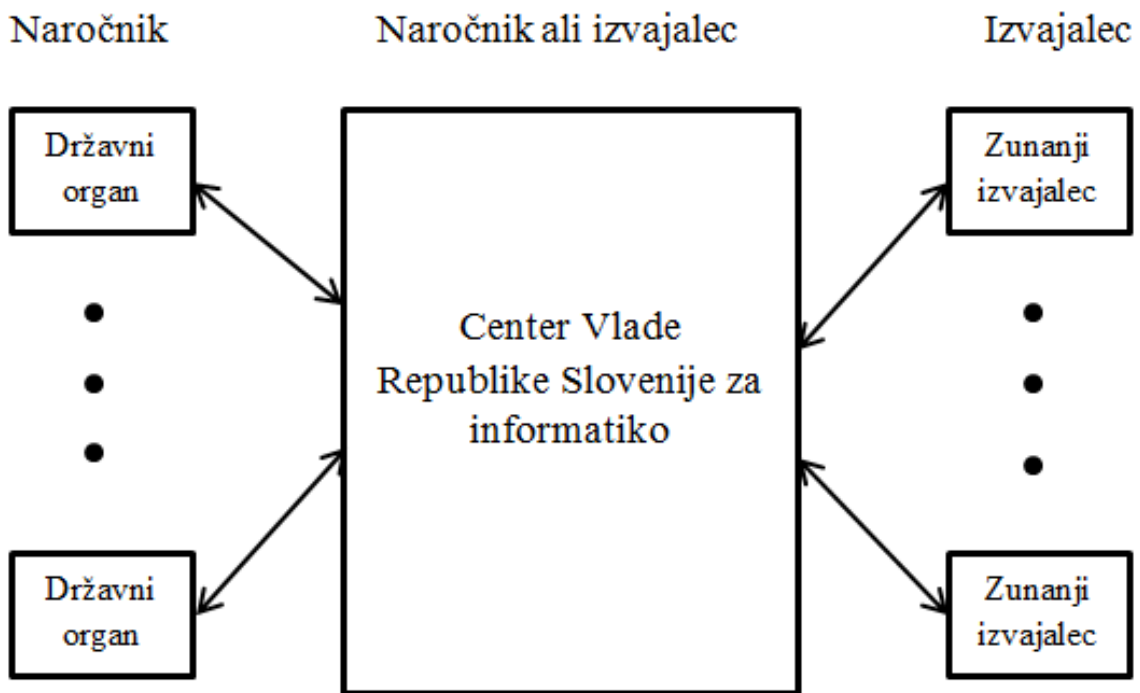 Naročnik
Naročnik ali izvajalec
Izvajalec
Državni
organ
Zunanji
izvajalec
Center Vlade
Republike Slovenije za
informatiko
Državni
organ
Zunanji
izvajalec